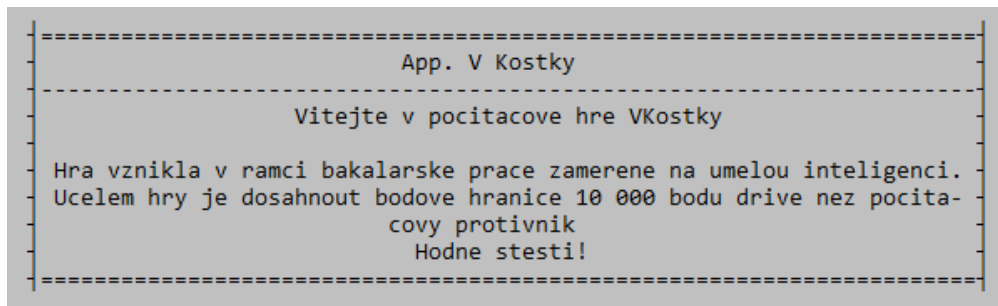 App. V Kostky
Vitejte v pocitacove hre VKostky
Hra vznikla v ramci bakalarske prace zamerene na umelou inteligenci.
Ucelem hry je dosahnout bodove hranice 10 000 bodu drive nez pocita-
covy protivnik
Hodne stesti!